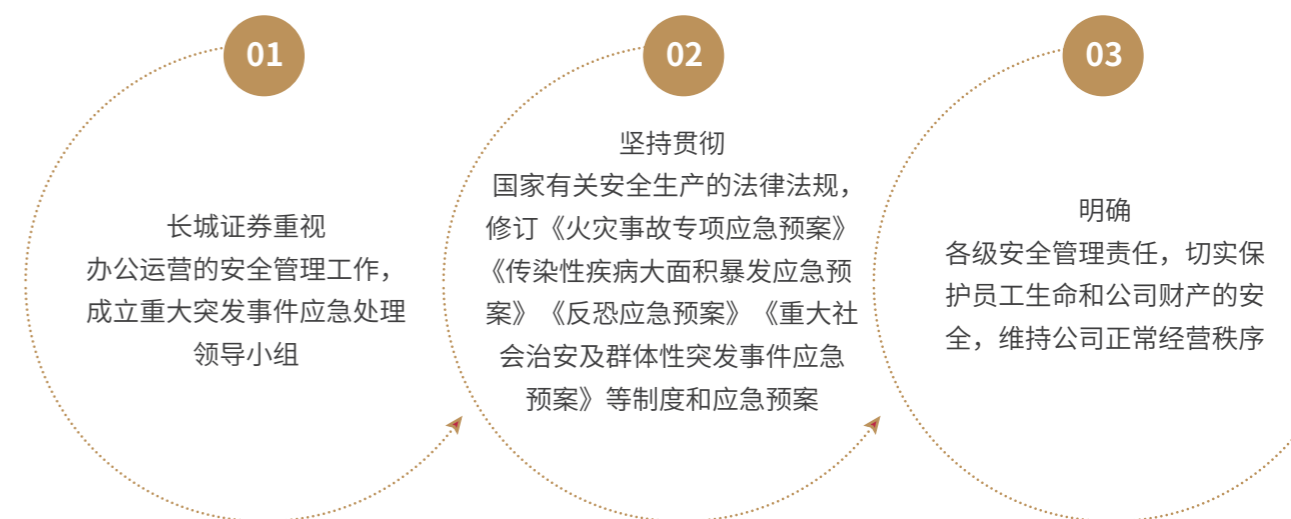 01
长城证券重视
办公运营的安全管理工作，
成立重大突发事件应急处理
领导小组
02
坚持贯彻
国家有关安全生产的法律法规，
修订《火灾事故专项应急预案》
《传染性疾病大面积暴发应急预
案》《反恐应急预案》《重大社
会治安及群体性突发事件应急
预案》等制度和应急预案
03
明确
各级安全管理责任，切实保
护员工生命和公司财产的安
全，维持公司正常经营秩序